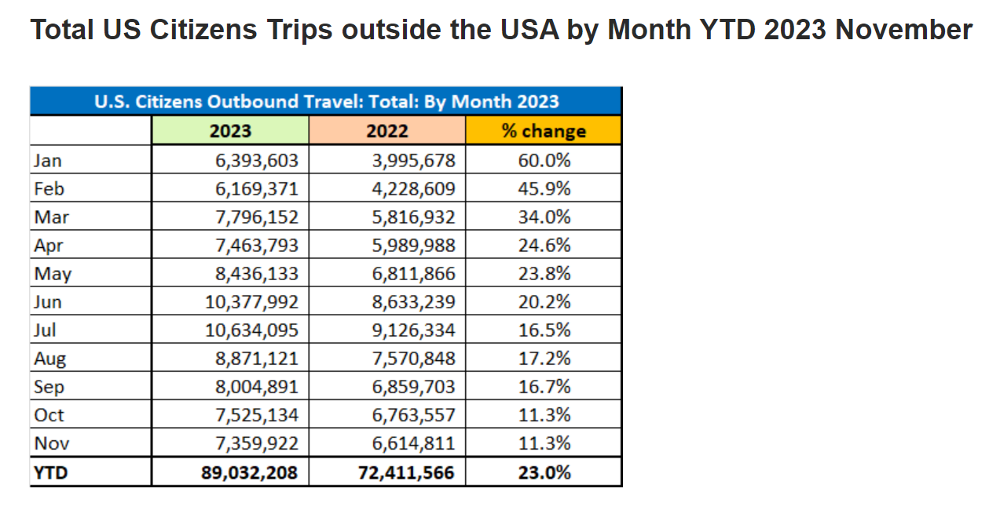 Total US Citizens Trips outside the USA by Month YTD 2023 November
U.S. Citizens Outbound Travel: Total: By Month 2023
2023 2022 % change
Jan 6,393,603 3,995,678 60.0%
Feb 6,169,371 4,228,609 45.9%
Mar 7,796,152 5,816,932 34.0%
Apr 7,463,793 5,989,988 24.6%
May 8,436,133 6,811,866 23.8%
Jun 10,377,992 8,633,239 20.2%
Jul 10,634,095 9,126,334 16.5%
Aug 8,871,121 7,570,848 17.2%
Sep 8,004,891 6,859,703 16.7%
Oct 7,525,134 6,763,557 11.3%
Nov 7,359,922 6,614,811 11.3%
YTD 89,032,208 72,411,566 23.0%